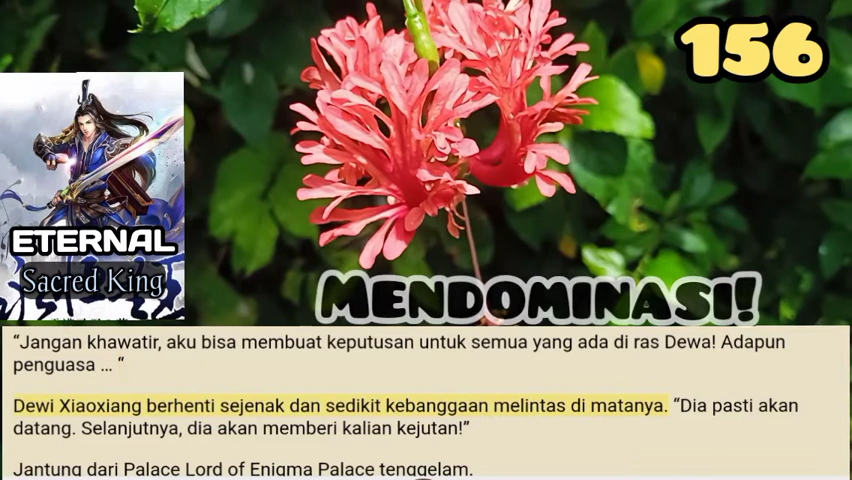 156
ETERNAL
Sacred King
MENDOMINASI!
“Jangan khawatir, aku bisa membuat keputusan untuk semua yang ada di ras Dewa! Adapun
penguasa ... “
Dewi Xiaoxiang berhenti sejenak dan sedikit kebanggaan melintas di matanya. “Dia pasti akan
datang. Selanjutnya, dia akan memberi kalian kejutan!”
Jantung dari Palace Lord of Enigma Palace tenggelam.